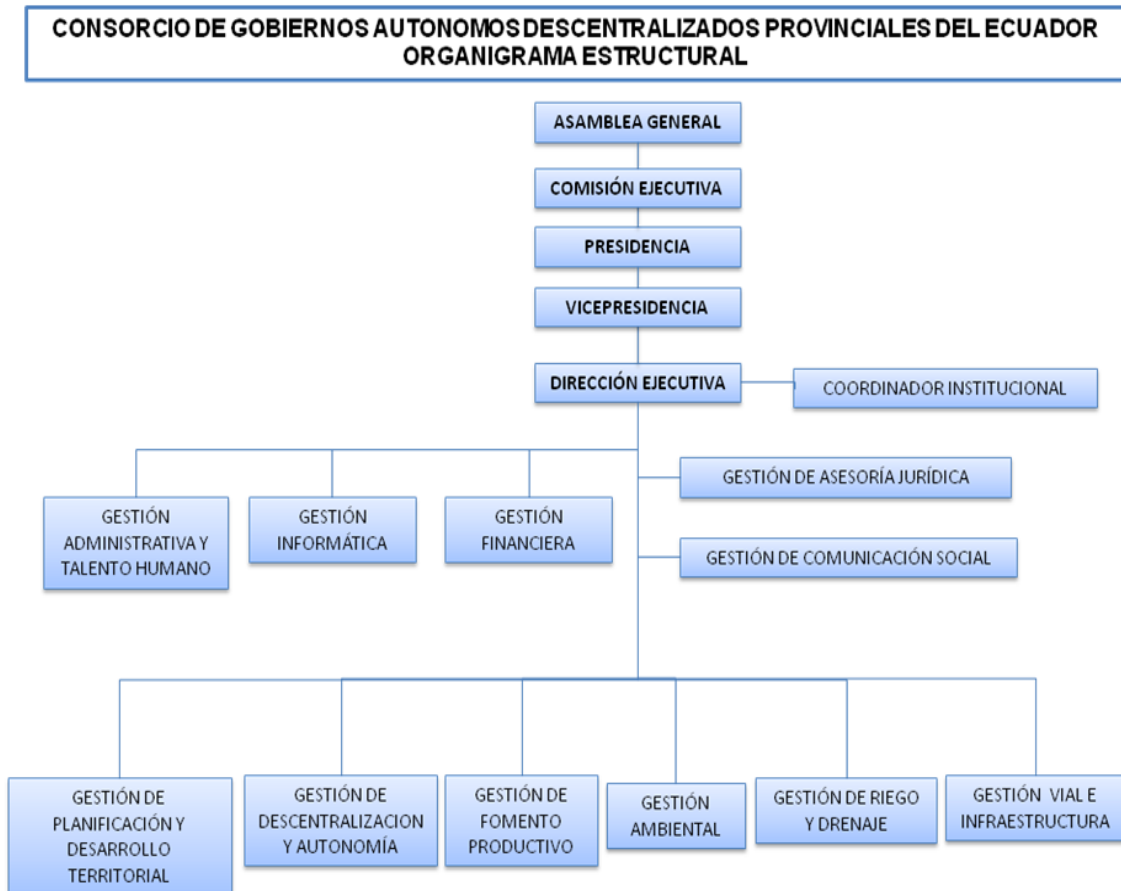 CONSORCIO DE GOBIERNOS AUTONOMOS DESCENTRALIZADOS PROVINCIALES DEL ECUADOR
ORGANIGRAMA ESTRUCTURAL
ASAMBLEA GENERAL
COMISIÓN EJECUTIVA
PRESIDENCIA
VICEPRESIDENCIA
DIRECCIÓN EJECUTIVA
COORDINADOR INSTITUCIONAL
GESTIÓN DE ASESORÍA JURÍDICA
GESTIÓN
ADMINISTRATIVA Y
TALENTO HUMANO
GESTIÓN
INFORMÁTICA
GESTIÓN
FINANCIERA
GESTIÓN DE COMUNICACIÓN SOCIAL
GESTIÓN DE
PLANIFICACIÓN Y
DESARROLLO
TERRITORIAL
GESTIÓN DE
DESCENTRALIZACION
Y AUTONOMÍA
GESTIÓN DE
FOMENTO
PRODUCTIVO
GESTIÓN
AMBIENTAL
GESTIÓN DE RIEGO
Y DRENAJE
GESTIÓN VIAL E
INFRAESTRUCTURA